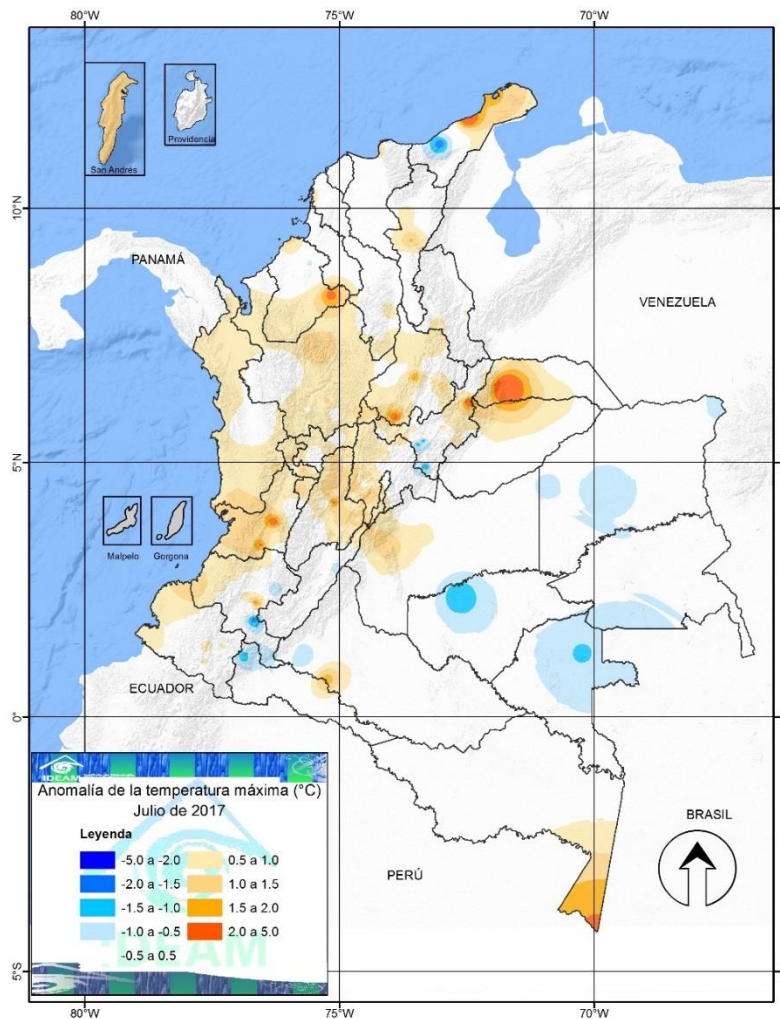 80°W 75°W 70°W
San Andrés
Providencia
10°N
PANAMÁ
VENEZUELA
5°N
Malpelo Gorgona
ECUADOR
0°
IDEAM
Anomalía de la temperatura máxima (°C)
Julio de 2017
Leyenda
-5.0 a -2.0 0.5 a 1.0
-2.0 a -1.5 1.0 a 1.5
-1.5 a -1.0 1.5 a 2.0
-1.0 a -0.5 2.0 a 5.0
-0.5 a 0.5
IDEAM
BRASIL
PERÚ
5°S
80°W 75°W 70°W